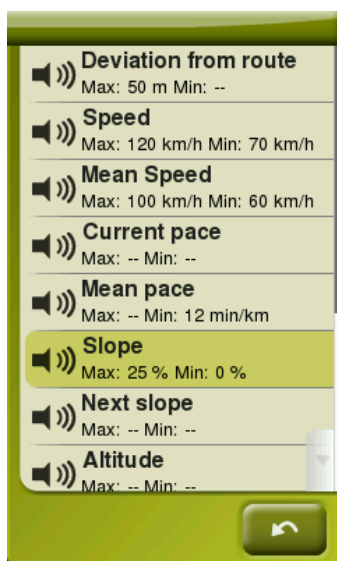 Deviation from route
Max: 50 m Min: --
Speed
Max: 120 km/h Min: 70 km/h
Mean Speed
Max: 100 km/h Min: 60 km/h
Current pace
Max: -- Min: --
Mean pace
Max: -- Min: 12 min/km
Slope
Max: 25 % Min: 0 %
Next slope
Max: -- Min: --
Altitude
Max: -- Min: --